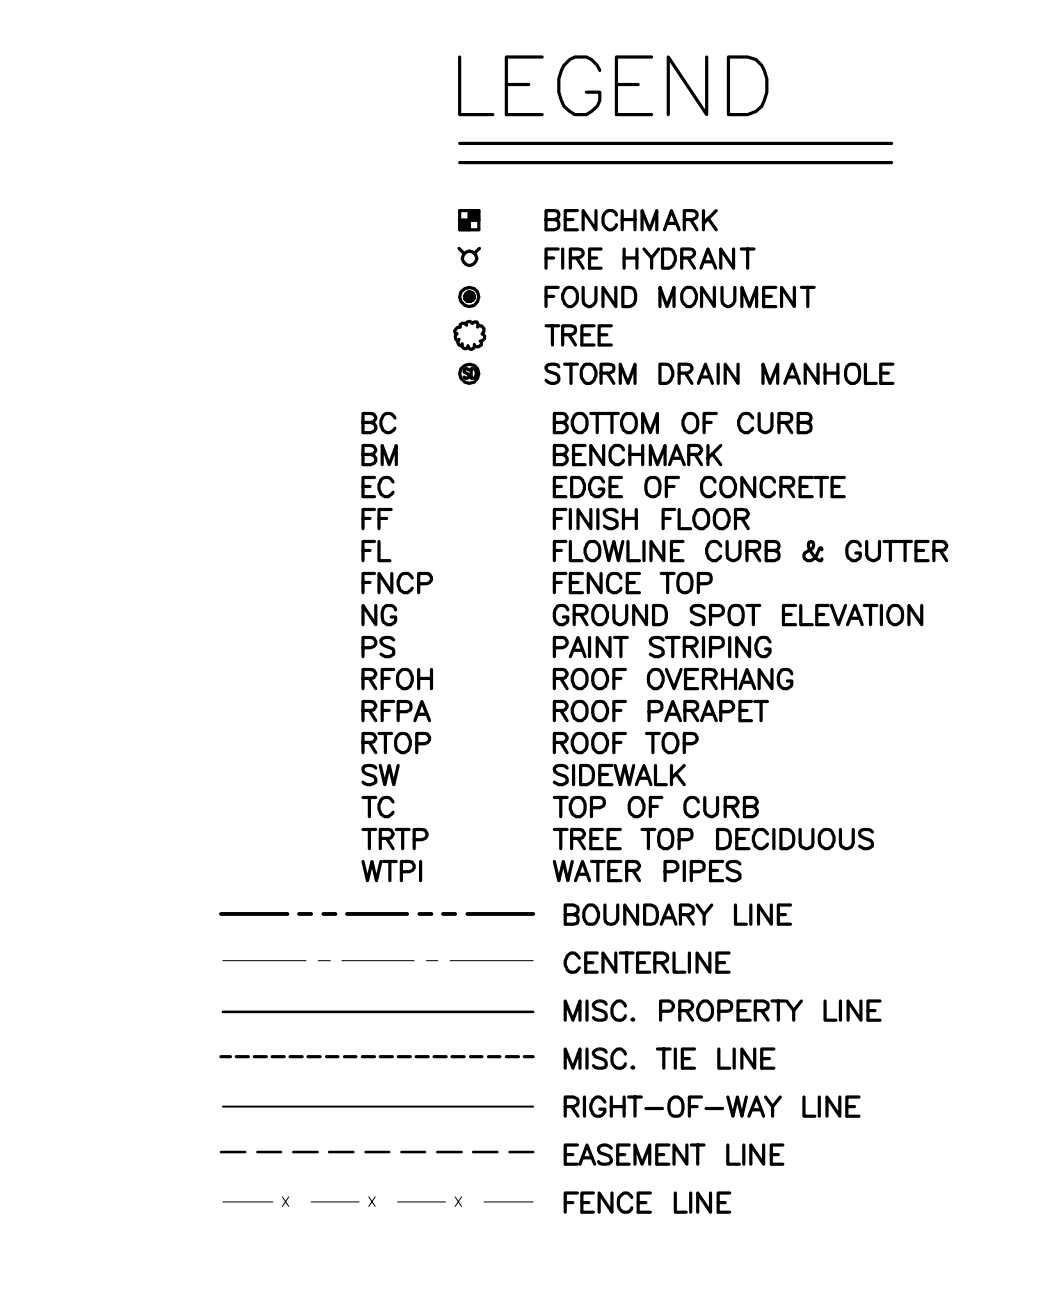 LEGEND
BENCHMARK
FIRE HYDRANT
FOUND MONUMENT
TREE
SD STORM DRAIN MANHOLE
BC BOTTOM OF CURB
BM BENCHMARK
EC EDGE OF CONCRETE
FF FINISH FLOOR
FL FLOWLINE CURB & GUTTER
FNCP FENCE TOP
NG GROUND SPOT ELEVATION
PS PAINT STRIPING
RFOH ROOF OVERHANG
RFPA ROOF PARAPET
RTOP ROOF TOP
SW SIDEWALK
TC TOP OF CURB
TRTP TREE TOP DECIDUOUS
WTPI WATER PIPES
BOUNDARY LINE
CENTERLINE
MISC. PROPERTY LINE
MISC. TIE LINE
RIGHT-OF-WAY LINE
EASEMENT LINE
x x x FENCE LINE